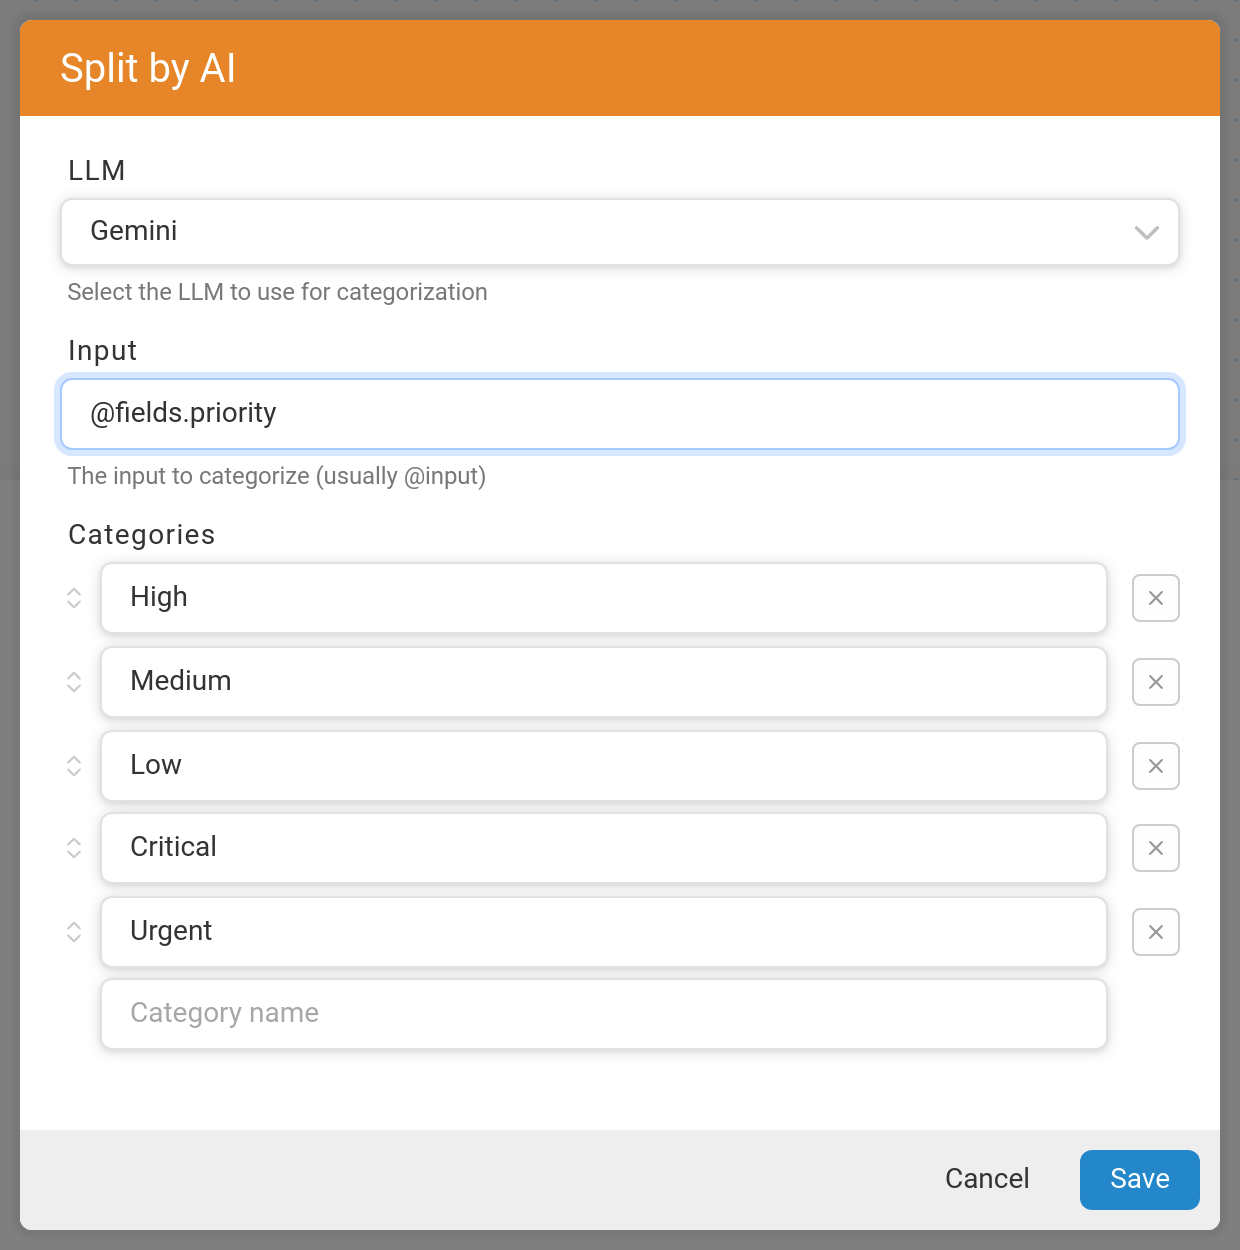 Split by AI
LLM
Gemini
Select the LLM to use for categorization
Input
@fields.priority
The input to categorize (usually @input)
Categories
High
Medium
Low
Critical
Urgent
Category name
Cancel
Save